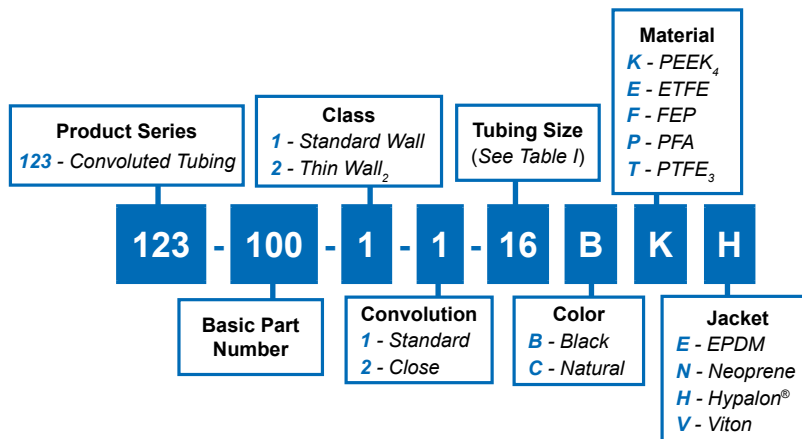 Material
K - PEEK4
E - ETFE
F - FEP
P - PFA
T - PTFE3
Class
1 - Standard Wall
2 - Thin Wall2
Product Series
123 - Convoluted Tubing
Tubing Size
(See Table I)
123 - 100 - 1 - 1 - 16 B K H
Basic Part
Number
Convolution
1 - Standard
2 - Close
Color
B - Black
C - Natural
Jacket
E - EPDM
N - Neoprene
H - Hypalon®
V - Viton